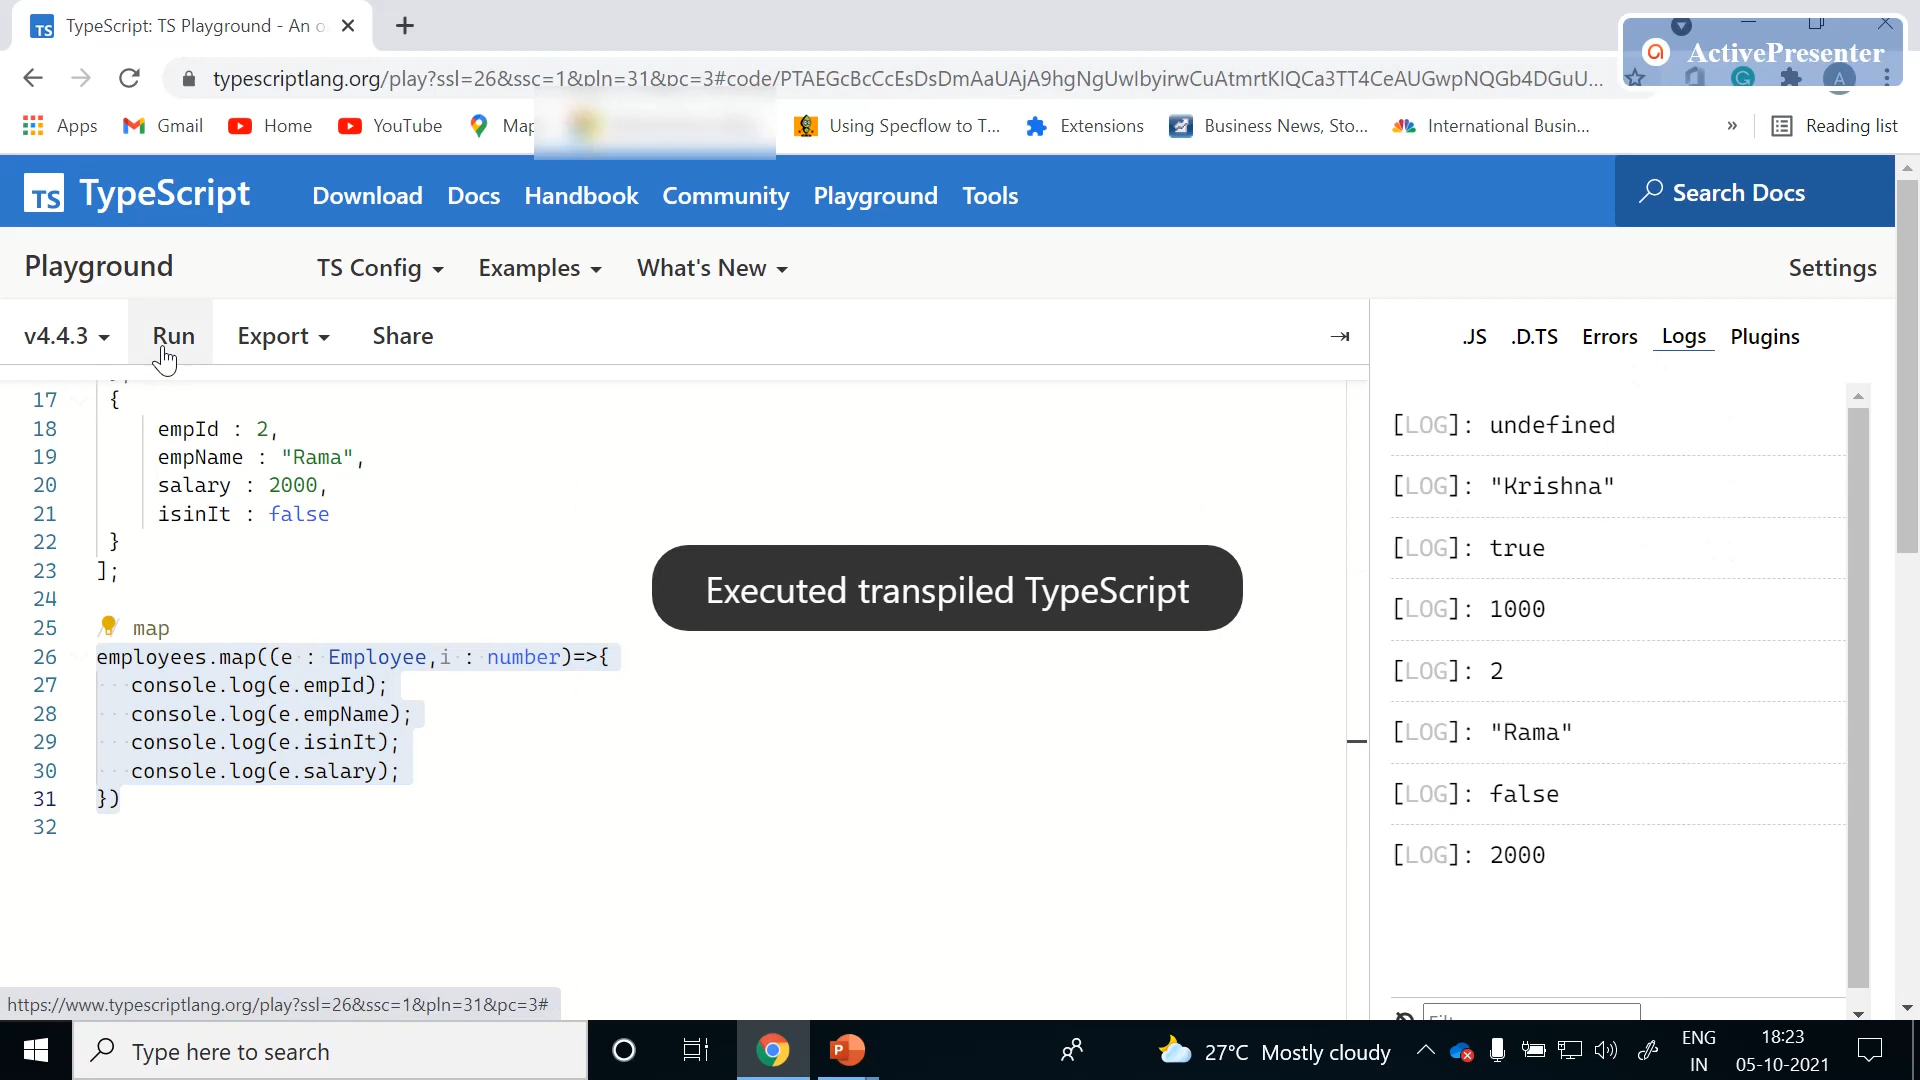 TS TypeScript: TS Playground - An o
ActivePresenter
typescriptlang.org/play?ssl=26&ssc=1&pln=31&pc=3#code/PTAEGcBcCcEsDsDmAaUAjA9hgNgUwIbyirwCuAtmrtKIQCa3TT4CeAUGwpNQGb4DGuU...
A
Apps Gmail Home YouTube Map Using Specflow to T... Extensions Business News, Sto... International Busin... » Reading list
TS TypeScript Download Docs Handbook Community Playground Tools Search Docs
Playground TS Config Examples What's New Settings
v4.4.3 Run Export Share
.JS .D.TS Errors Logs Plugins
17 {
18 empId : 2,
19 empName : "Rama",
20 salary : 2000,
21 isinIt : false
22 }
23 ];
24
25 map
26 employees.map((e : Employee,i : number)=>{
27 console.log(e.empId);
28 console.log(e.empName);
29 console.log(e.isinIt);
30 console.log(e.salary);
31 })
32
Executed transpiled TypeScript
[LOG]: undefined
[LOG]: "Krishna"
[LOG]: true
[LOG]: 1000
[LOG]: 2
[LOG]: "Rama"
[LOG]: false
[LOG]: 2000
https://www.typescriptlang.org/play?ssl=26&ssc=1&pln=31&pc=3#
Type here to search
27°C Mostly cloudy
ENG
IN
18:23
05-10-2021